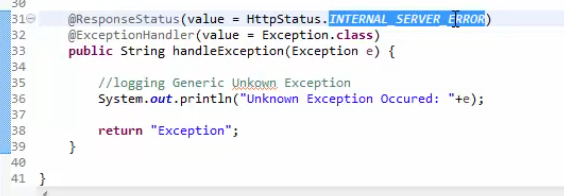 30
31 @ResponseStatus(value = HttpStatus.INTERNAL_SERVER_ERROR)
32 @ExceptionHandler(value = Exception.class)
33 public String handleException(Exception e) {
34
35 //logging Generic Unkown Exception
36 System.out.println("Unknown Exception Occured: "+e);
37
38 return "Exception";
39 }
40
41 }